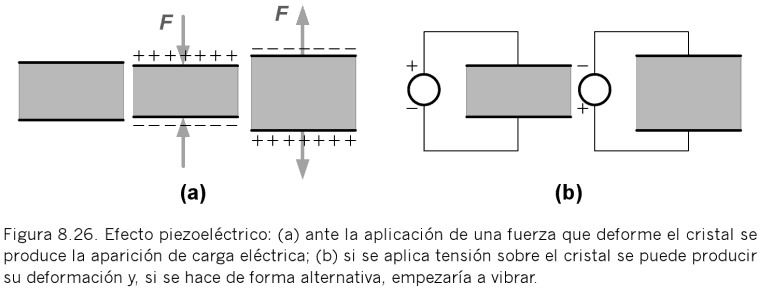 F
F
+ + + + + + +
− − − − − − −
− − − − − − −
+ + + + + + +
+
−
−
+
(a)
(b)
Figura 8.26. Efecto piezoeléctrico: (a) ante la aplicación de una fuerza que deforme el cristal se
produce la aparición de carga eléctrica; (b) si se aplica tensión sobre el cristal se puede producir
su deformación y, si se hace de forma alternativa, empezaría a vibrar.